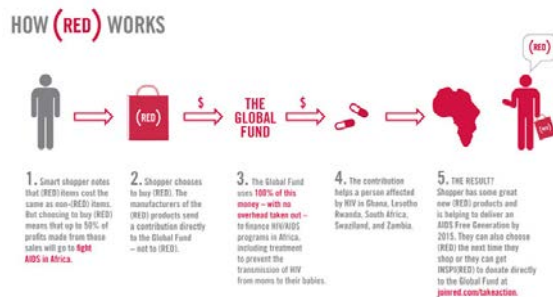 HOW (RED) WORKS
(RED)
(RED)
$
THE
GLOBAL
FUND
$
(RED)
1. Smart shopper notes
that (RED) items cost the
same as non-(RED) items.
But choosing to buy (RED)
means that up to 50% of
profits made from those
sales will go to fight
AIDS in Africa.
2. Shopper chooses
to buy (RED). The
manufacturers of the
(RED) products send
a contribution directly
to the Global Fund
– not to (RED).
3. The Global Fund
uses 100% of this
money – with no
overhead taken out –
to finance HIV/AIDS
programs in Africa,
including treatment
to prevent the
transmission of HIV
from moms to their babies.
4. The contribution
helps a person affected
by HIV in Ghana, Lesotho
Rwanda, South Africa,
Swaziland, and Zambia.
5. THE RESULT?
Shopper has some great
new (RED) products and
is helping to deliver an
AIDS Free Generation by
2015. They can also choose
(RED) the next time they
shop or they can get
INSPI(RED) to donate directly
to the Global Fund at
joinred.com/takeaction.